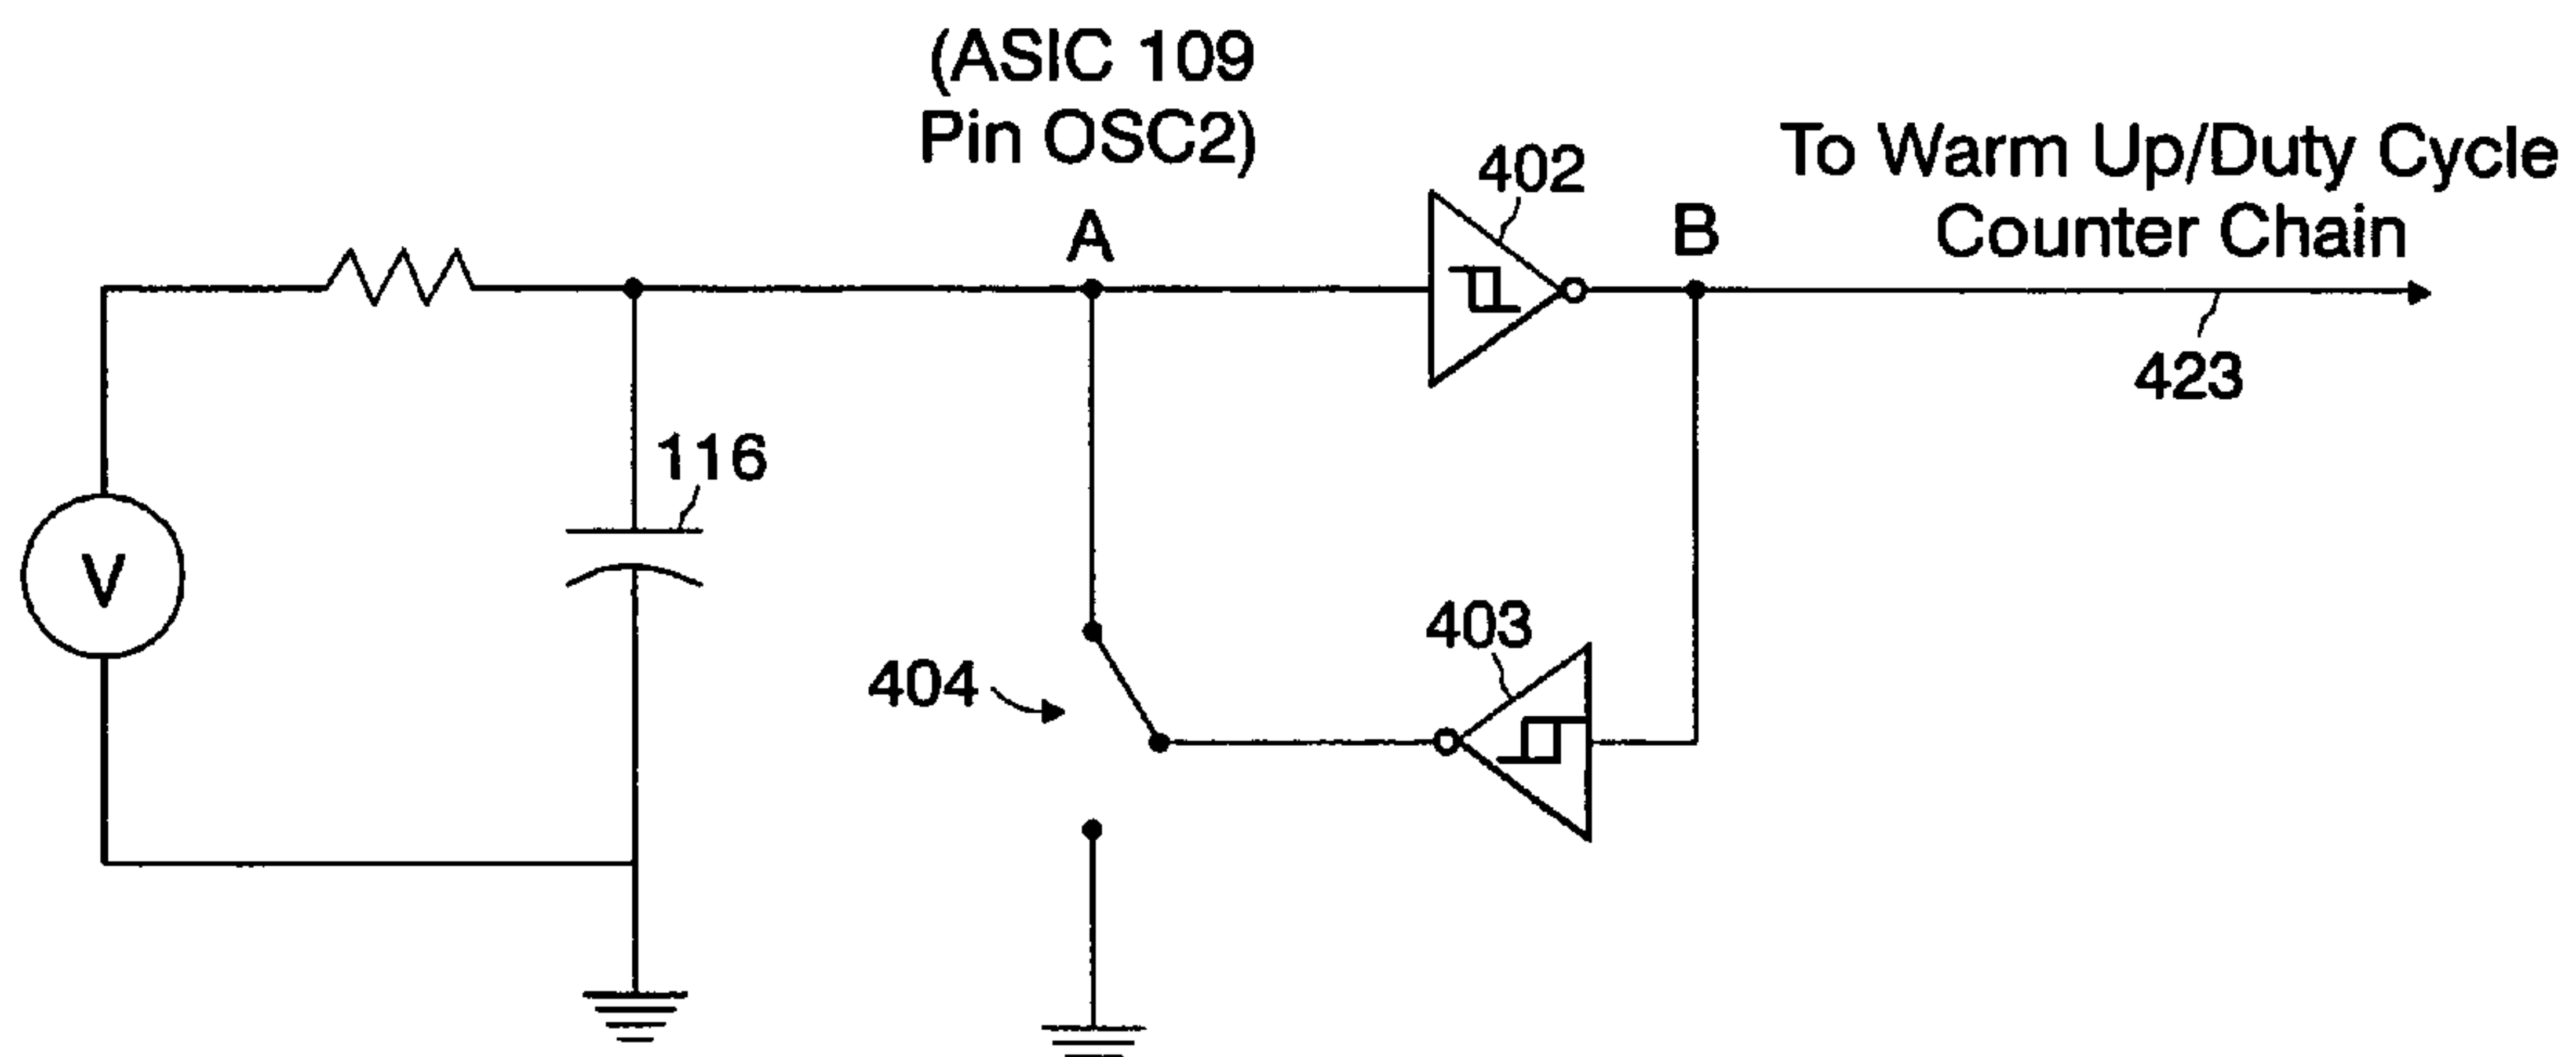 (ASIC 109
Pin OSC2)
A
402
B
To Warm Up/Duty Cycle
Counter Chain
423
116
V
404
403